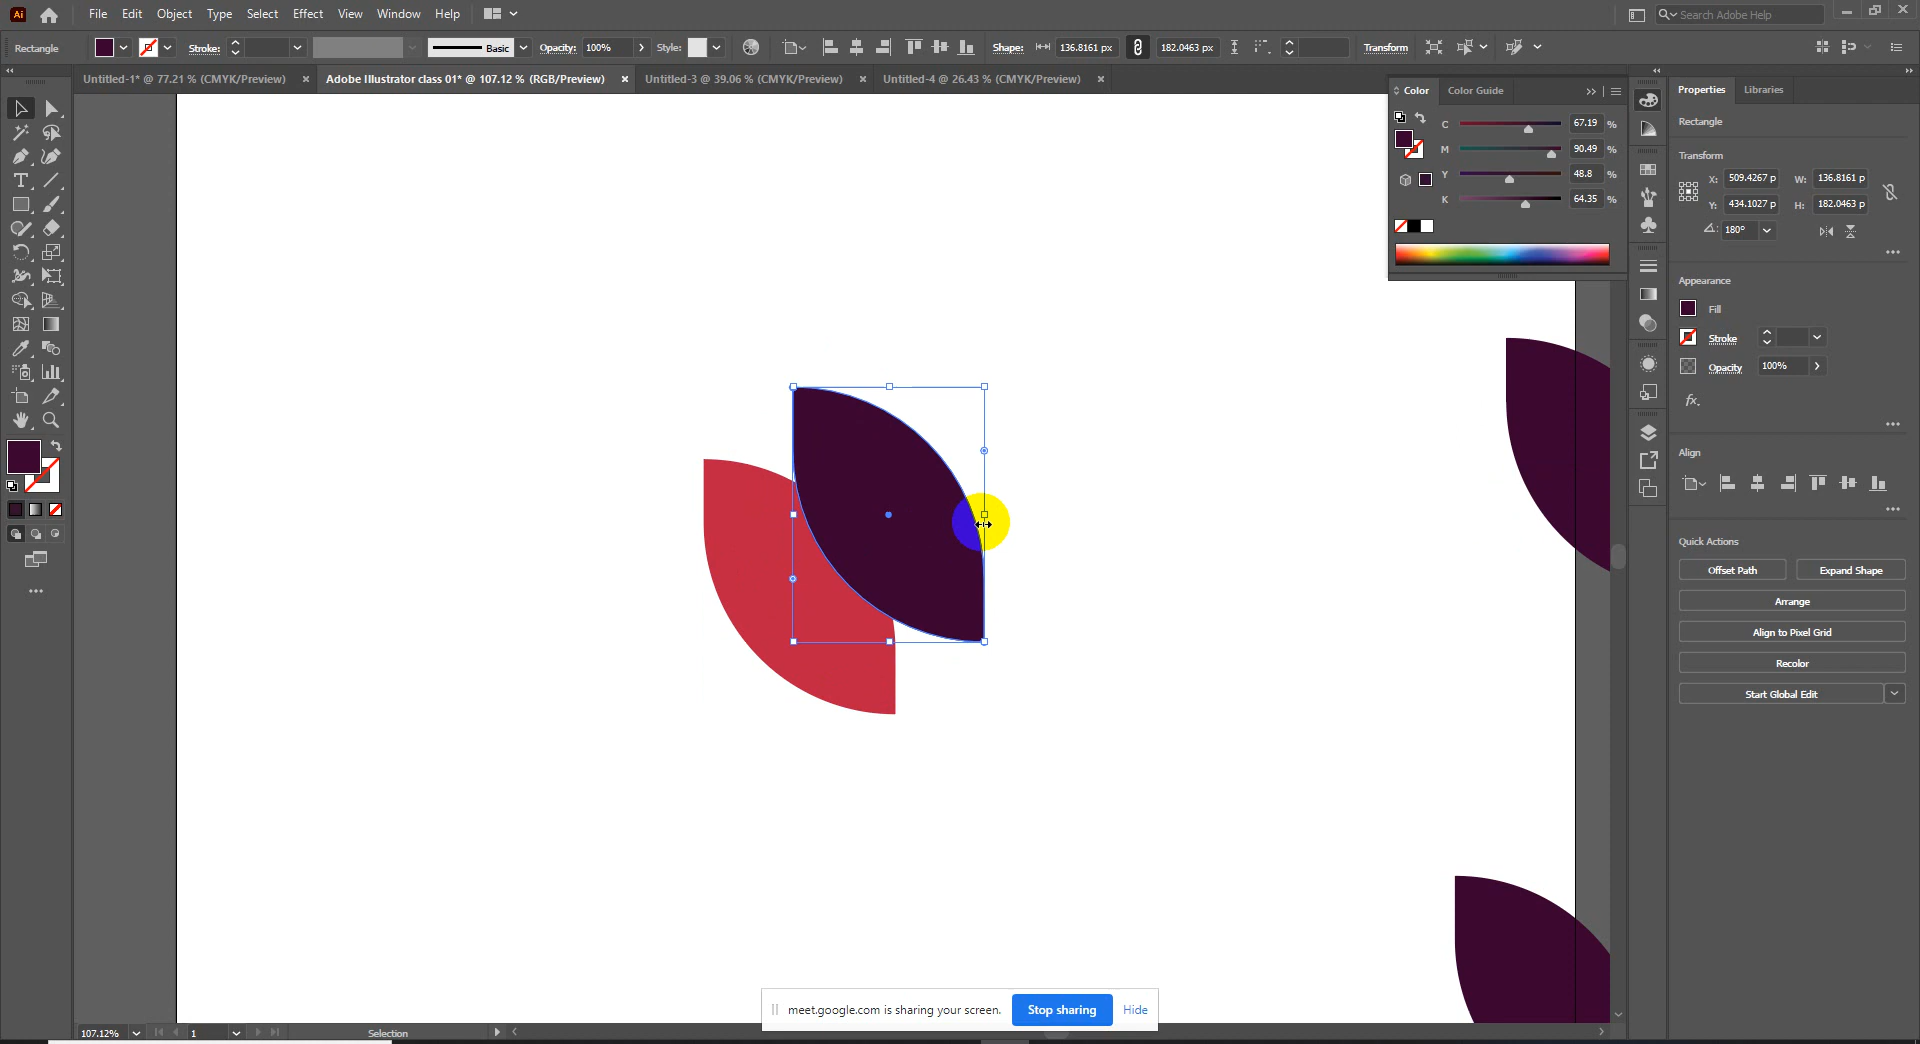 Ai File Edit Object Type Select Effect View Window Help Search Adobe Help
Rectangle Stroke: Basic Opacity: 100% Style: Shape: 136.8161 px 182.0463 px Transform
Untitled-1* @ 77.21 % (CMYK/Preview) × Adobe Illustrator class 01* @ 107.12 % (RGB/Preview) × Untitled-3 @ 39.06 % (CMYK/Preview) × Untitled-4 @ 26.43 % (CMYK/Preview) ×
Color Color Guide
C 67.19 %
M 90.49 %
Y 48.8 %
K 64.35 %
Properties Libraries
Rectangle
Transform
X: 509.4267 p W: 136.8161 p
Y: 434.1027 p H: 182.0463 p
180°
Appearance
Fill
Stroke
Opacity 100%
fx.
Align
Quick Actions
Offset Path Expand Shape
Arrange
Align to Pixel Grid
Recolor
Start Global Edit
meet.google.com is sharing your screen. Stop sharing Hide
107.12% 1 Selection